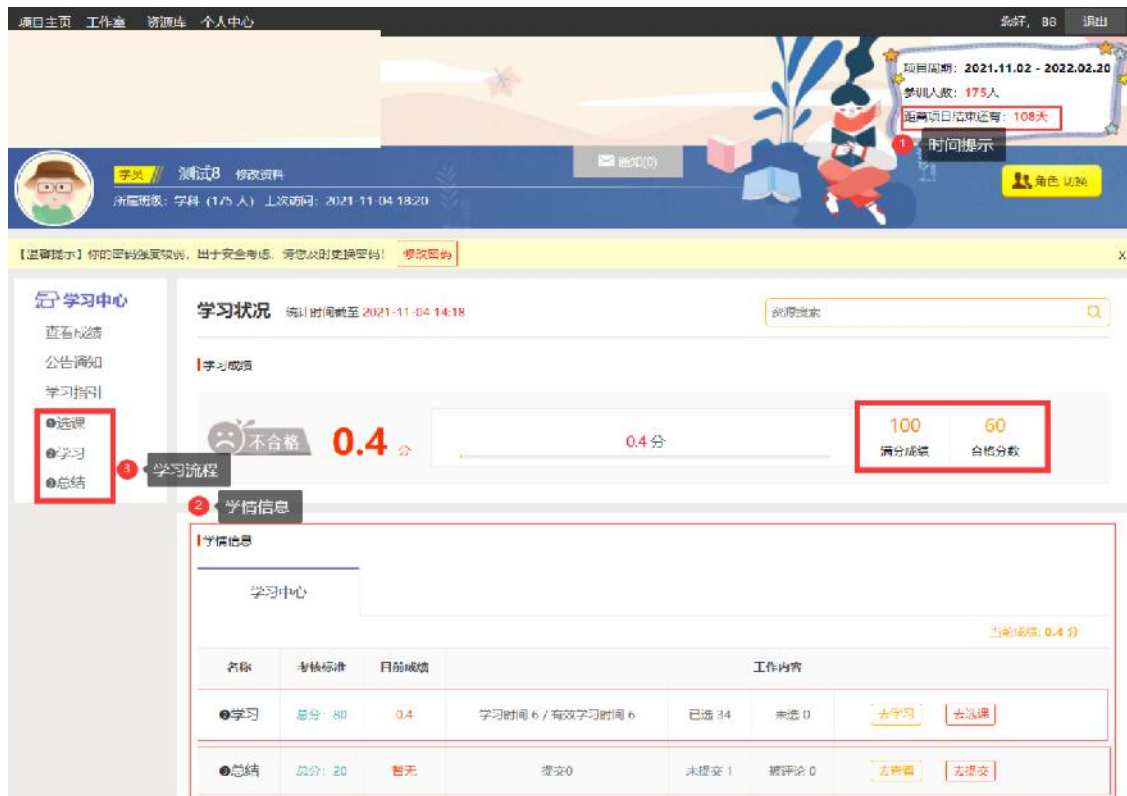 项目主页 工作室 资源库 个人中心 您好, 88 退出
项目周期: 2021.11.02 - 2022.02.20
参训人数: 175人
距离项目结束还有: 108天
1 时间提示
通知(0)
学员 测试8 修改资料
角色 切换
所属班级: 学科 (175 人) 上次访问: 2021-11-04 18:20
【温馨提示】你的密码强度较弱, 出于安全考虑, 请您及时更换密码! 修改密码 X
学习中心
查看成绩
公告通知
学习指引
❶选课
❷学习
❷总结
3 学习流程
学习状况 统计时间截至 2021-11-04 14:18 资源搜索
学习成绩
不合格 0.4 分 0.4 分
100 60
满分成绩 合格分数
2 学情信息
学情信息
学习中心
当前成绩: 0.4 分
名称 考核标准 目前成绩 工作内容
❷学习 总分: 80 0.4 学习时间 6 / 有效学习时间 6 已选 34 未选 0 去学习 去选课
❷总结 总分: 20 暂无 提交0 未提交 1 被评论 0 去查看 去提交